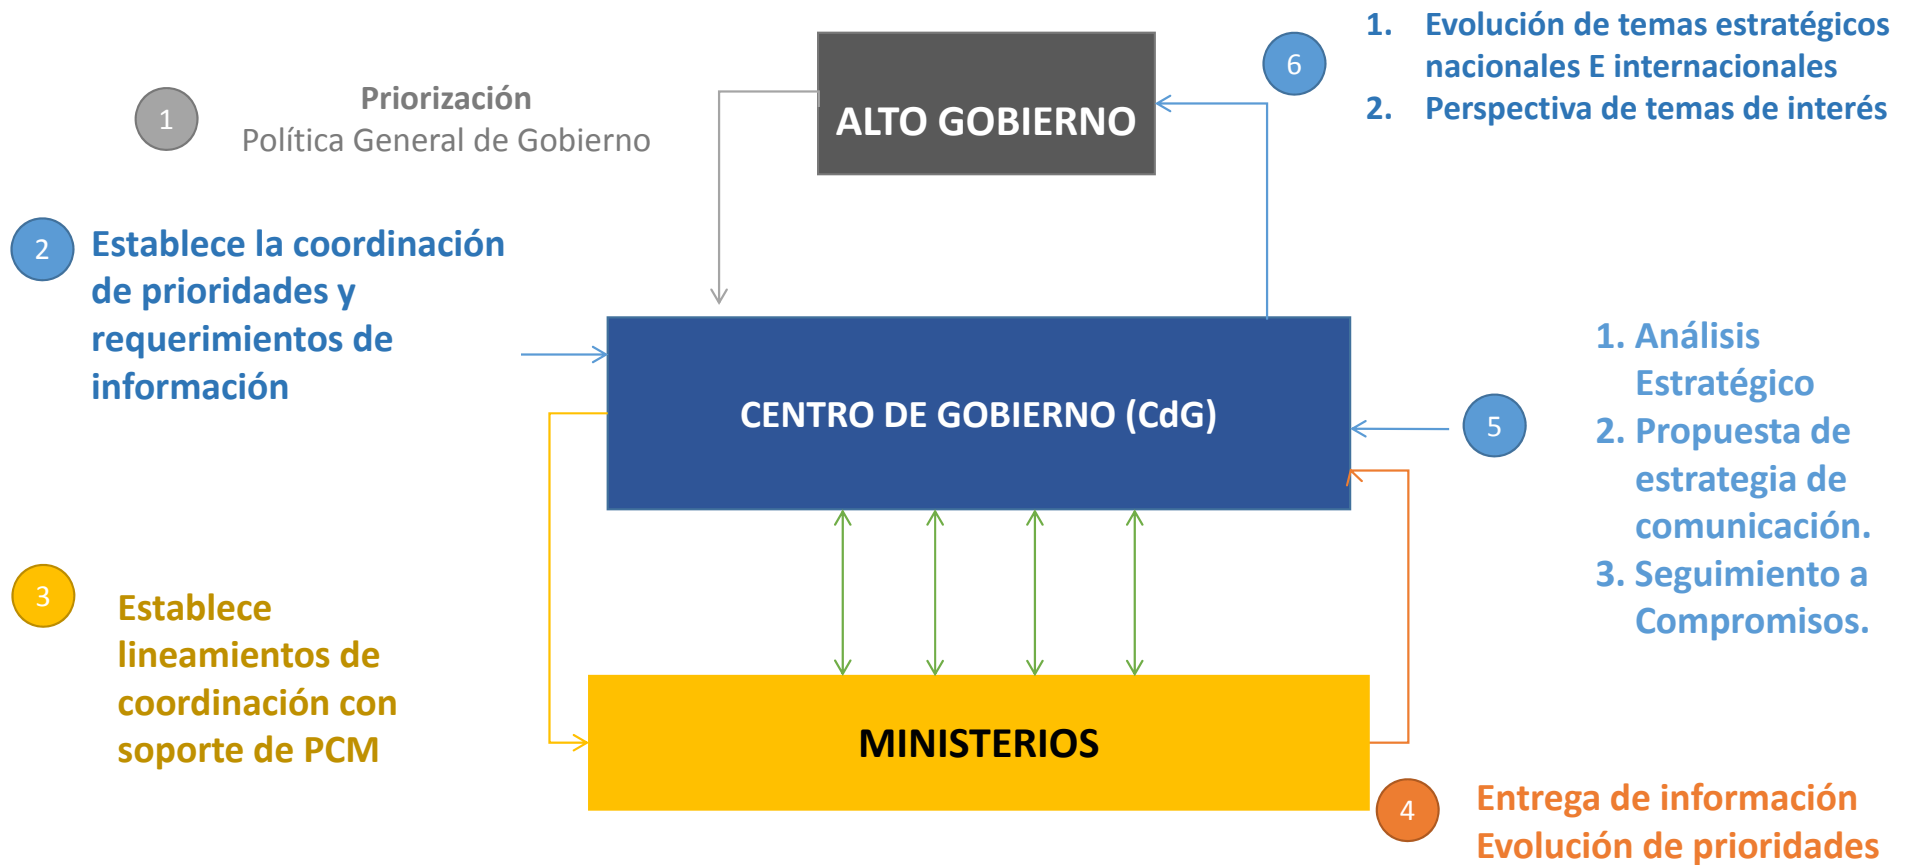 1
Priorización
Política General de Gobierno
ALTO GOBIERNO
6
1. Evolución de temas estratégicos
nacionales E internacionales
2. Perspectiva de temas de interés
2
Establece la coordinación
de prioridades y
requerimientos de
información
CENTRO DE GOBIERNO (CdG)
5
1. Análisis
Estratégico
2. Propuesta de
estrategia de
comunicación.
3. Seguimiento a
Compromisos.
3
Establece
lineamientos de
coordinación con
soporte de PCM
MINISTERIOS
4
Entrega de información
Evolución de prioridades